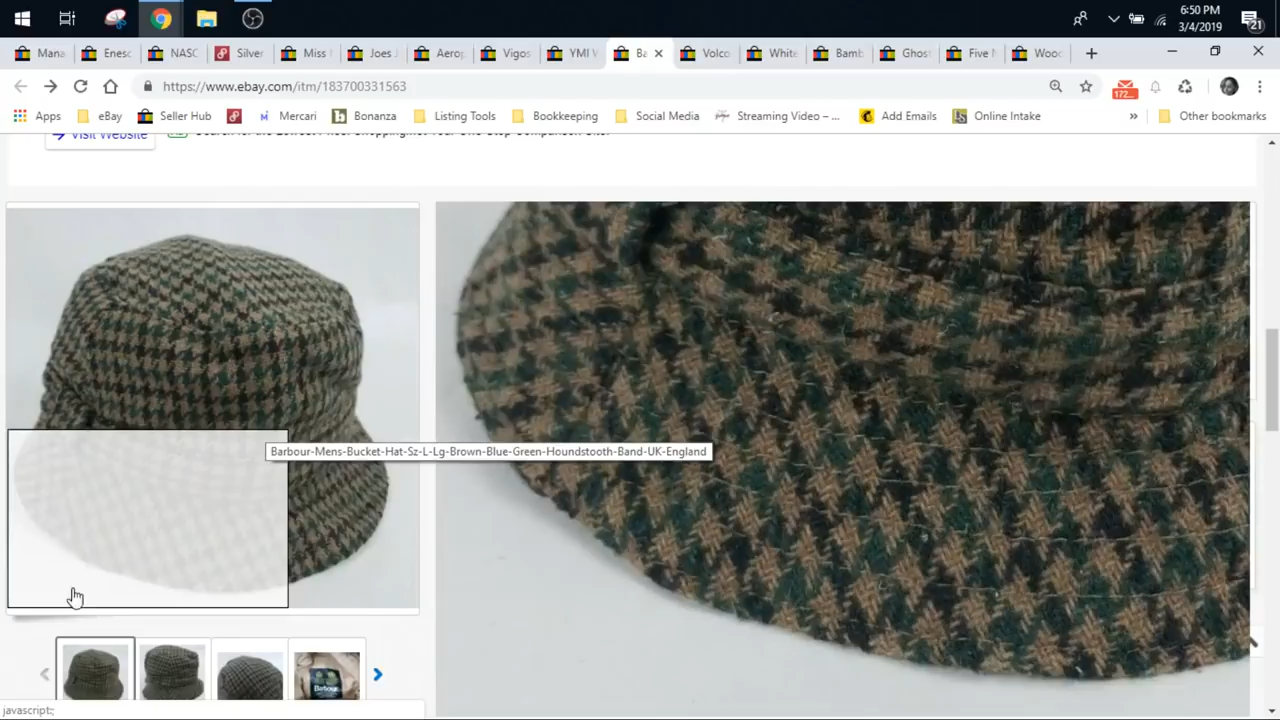 6:50 PM
3/4/2019
21
Mana
Enesc
NASC
Silver
Miss
Joes J
Aerop
Vigos
YMI
Ba
Volco
White
Bamb
Ghost
Five
Wood
https://www.ebay.com/itm/183700331563
172...
Apps
eBay
Seller Hub
Mercari
Bonanza
Listing Tools
Bookkeeping
Social Media
Streaming Video – ...
Add Emails
Online Intake
»
Other bookmarks
Visit Website
Barbour-Mens-Bucket-Hat-Sz-L-Lg-Brown-Blue-Green-Houndstooth-Band-UK-England
Barbour
javascript:;